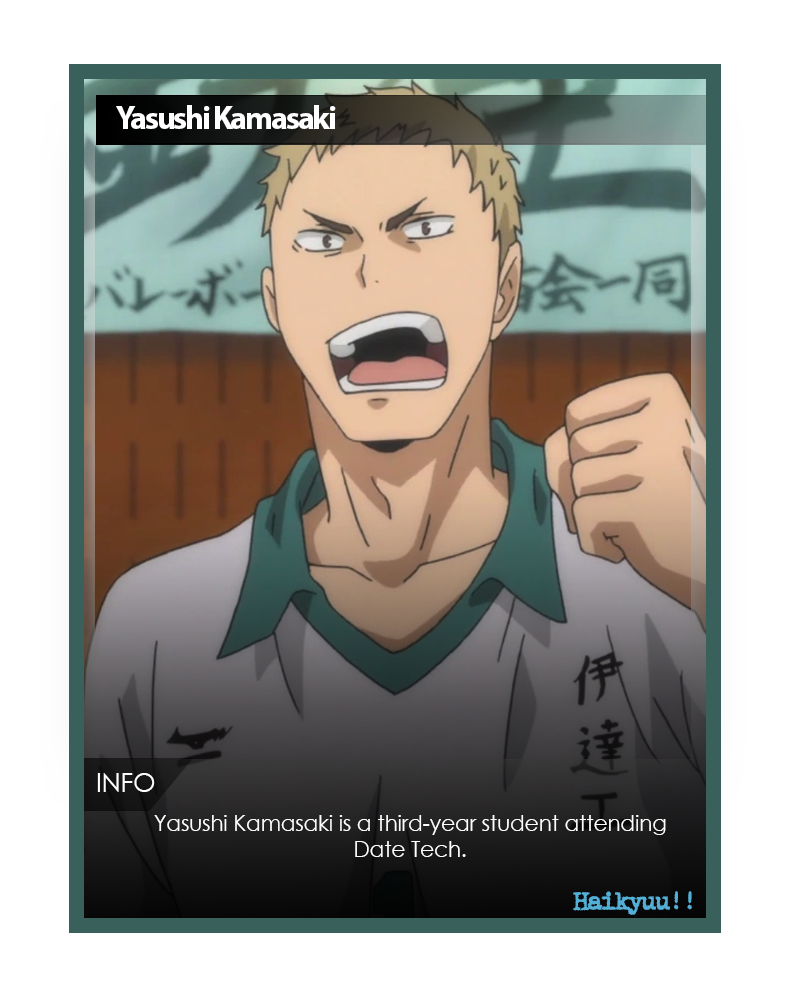 Yasushi Kamasaki
バレーボー
会一同
伊達工
INFO
Yasushi Kamasaki is a third-year student attending
Date Tech.
Haikyuu!!